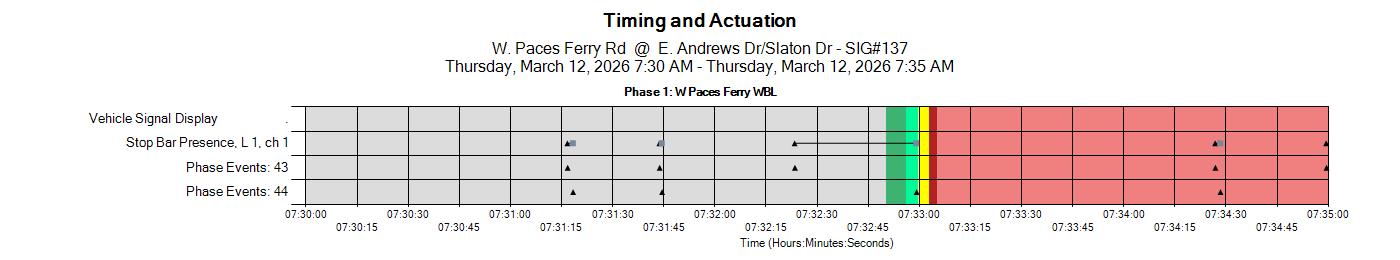 Timing and Actuation
W. Paces Ferry Rd @ E. Andrews Dr/Slaton Dr - SIG#137
Thursday, March 12, 2026 7:30 AM - Thursday, March 12, 2026 7:35 AM
Phase 1: W Paces Ferry WBL
Vehicle Signal Display .
Stop Bar Presence, L 1, ch 1
Phase Events: 43
Phase Events: 44
07:30:00 07:30:30 07:31:00 07:31:30 07:32:00 07:32:30 07:33:00 07:33:30 07:34:00 07:34:30 07:35:00
07:30:15 07:30:45 07:31:15 07:31:45 07:32:15 07:32:45 07:33:15 07:33:45 07:34:15 07:34:45
Time (Hours:Minutes:Seconds)